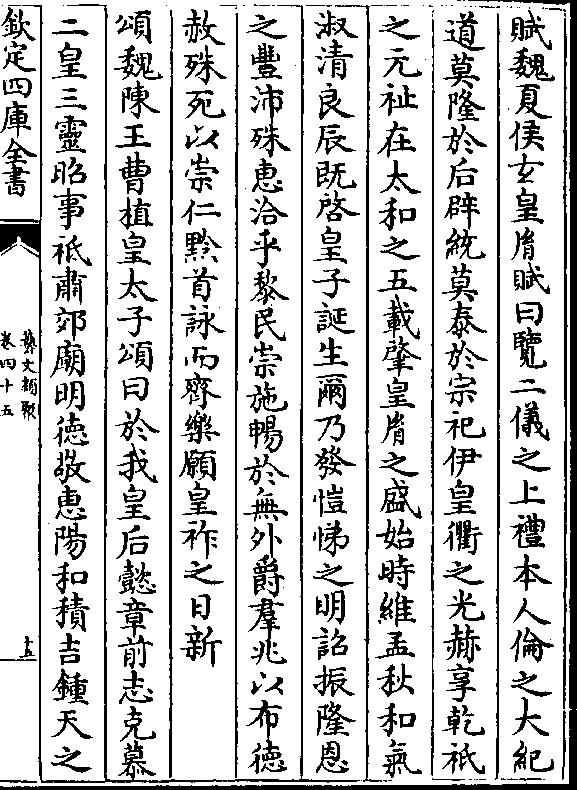 賦魏夏侯玄皇胤賦曰覽二儀之上禮本人倫之大紀
道莫隆於后辟統莫泰於宗祀伊皇衢之光赫享乾祇
之元祉在太和之五載肇皇胤之盛始時維孟秋和氣
淑清良辰既啓皇子誕生爾乃發愷悌之明詔振隆恩
之豐沛殊惠洽乎黎民崇施暢於無外爵羣兆以布德
赦殊死以崇仁黔首詠而齊樂願皇祚之日新
頌魏陳王曹植皇太子頌曰於我皇后懿章前志克慕
二皇三靈昭事祗肅郊廟明德敬惠陽和積吉鍾天之
欽定四庫全書
藝文類聚
卷四十五
十五